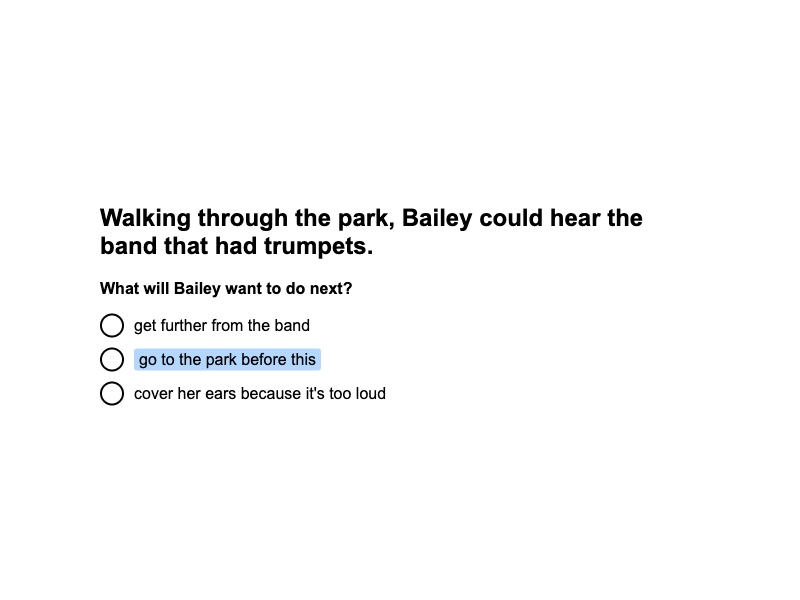 Walking through the park, Bailey could hear the
band that had trumpets.
What will Bailey want to do next?
get further from the band
go to the park before this
cover her ears because it's too loud